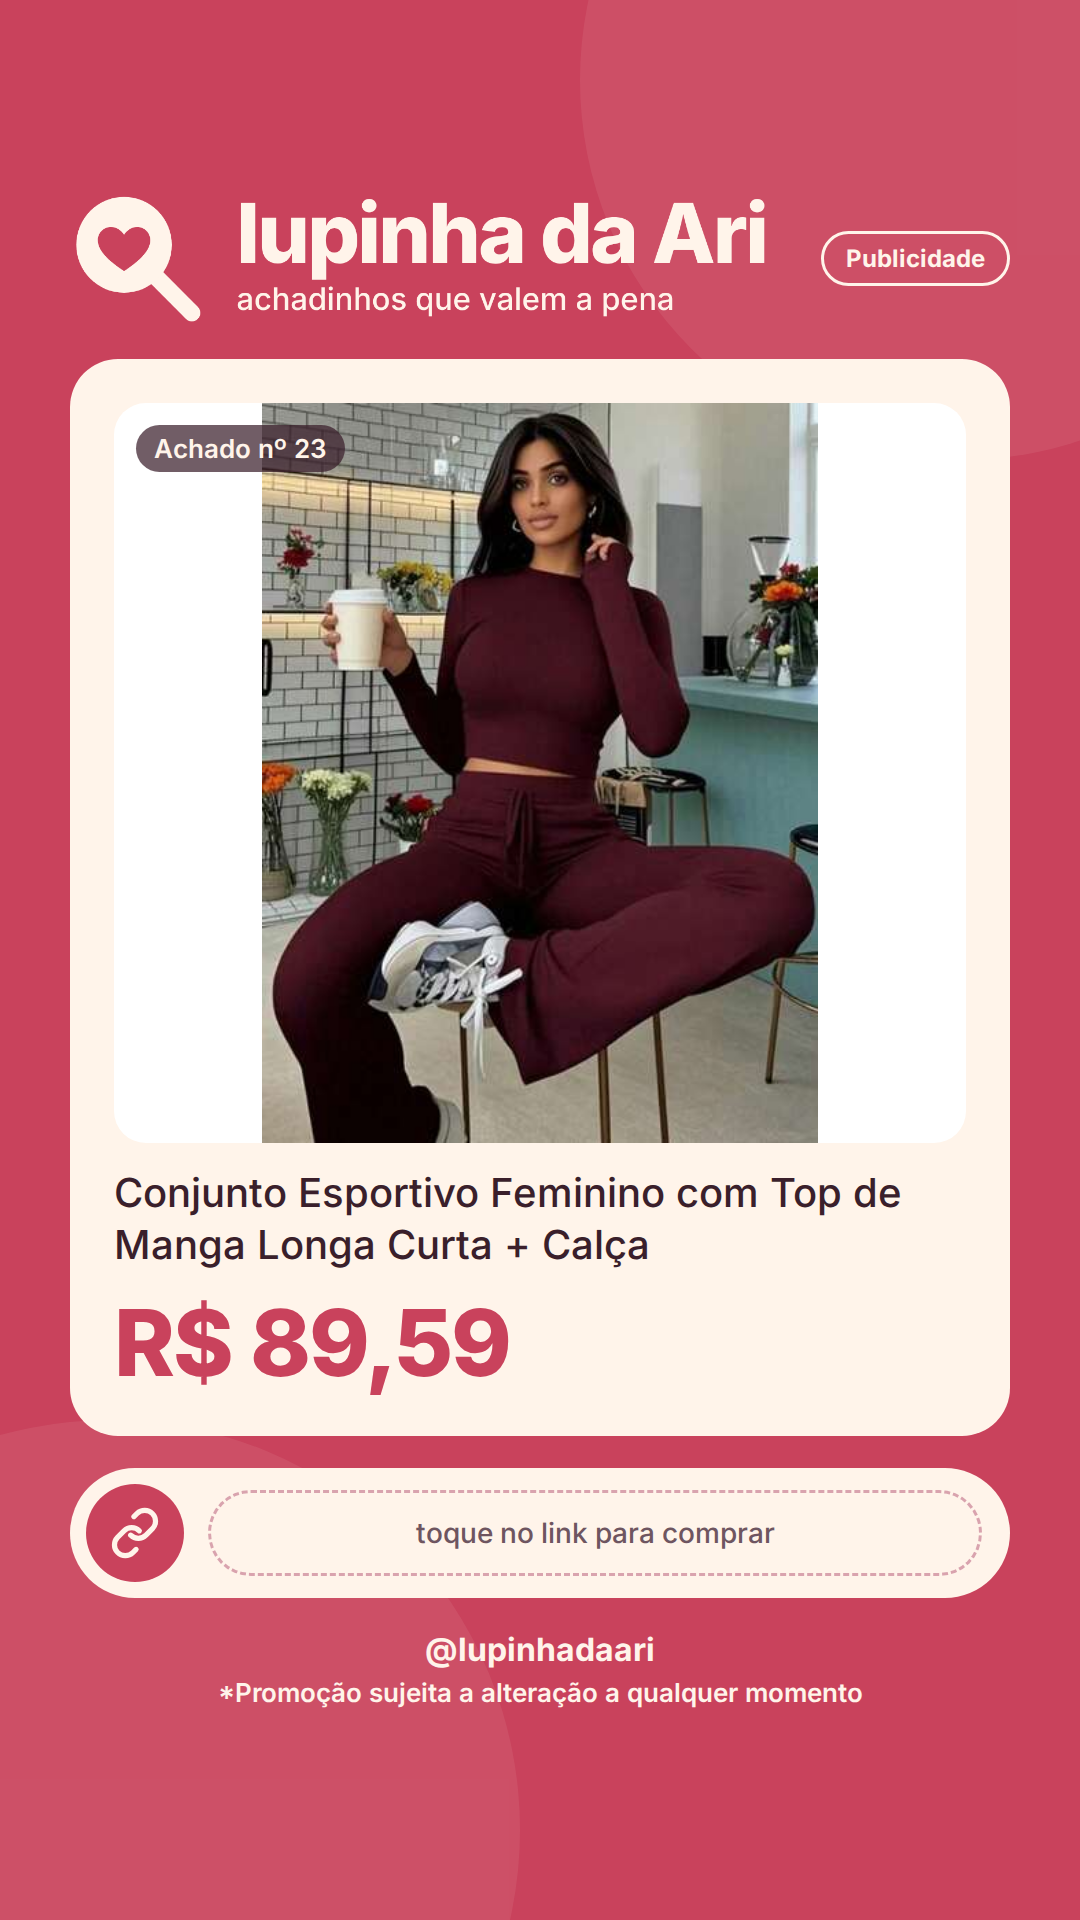 lupinha da Ari
achadinhos que valem a pena
Publicidade
Achado nº 23
Conjunto Esportivo Feminino com Top de
Manga Longa Curta + Calça
R$ 89,59
toque no link para comprar
@lupinhadaari
*Promoção sujeita a alteração a qualquer momento